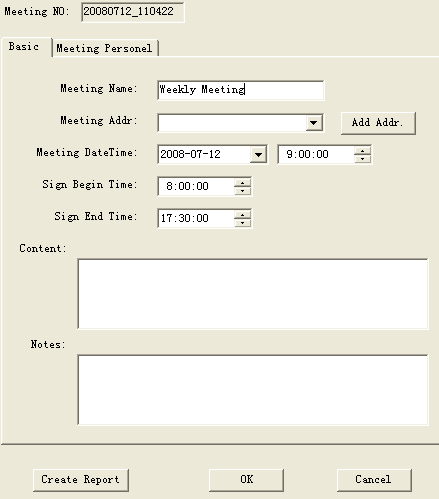 Meeting NO: 20080712_110422
Basic Meeting Personel
Meeting Name: Weekly Meeting
Meeting Addr: Add Addr.
Meeting DateTime: 2008-07-12 9:00:00
Sign Begin Time: 8:00:00
Sign End Time: 17:30:00
Content:
Notes:
Create Report OK Cancel